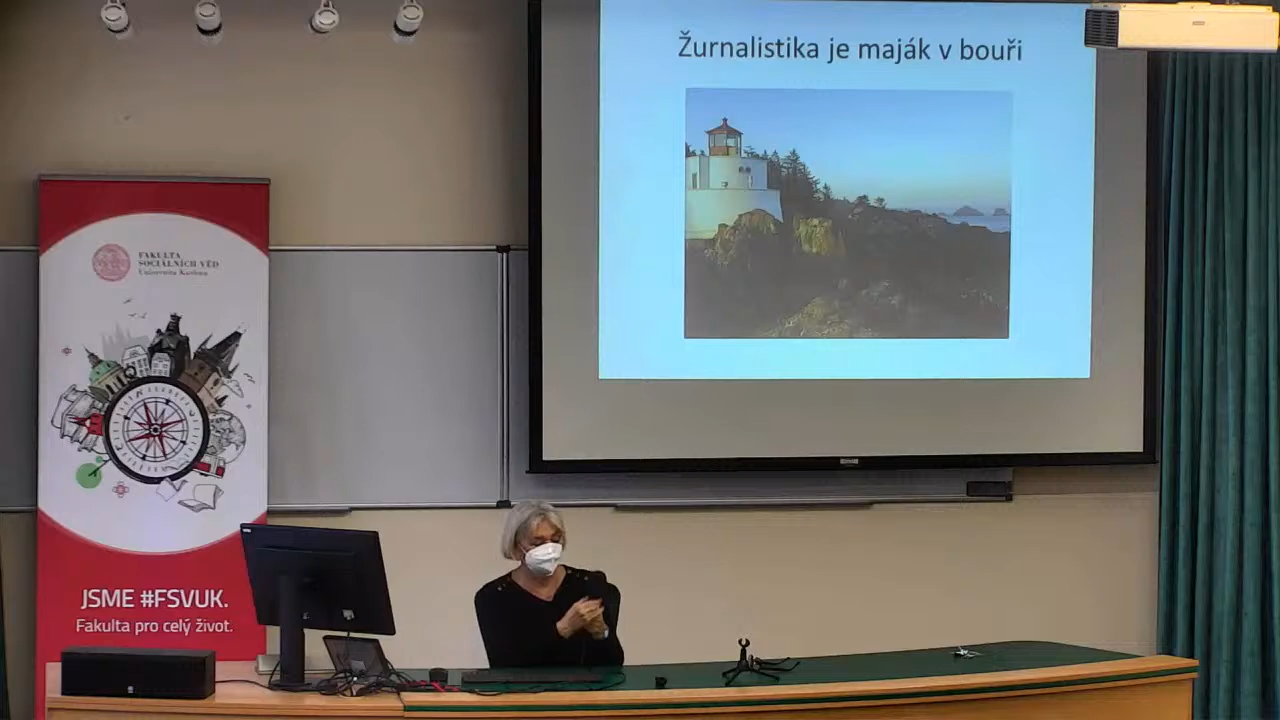 Žurnalistika je maják v bouři
FAKULTA
SOCIÁLNÍCH VĚD
Univerzita Karlova
JSME #FSVUK.
Fakulta pro celý život.